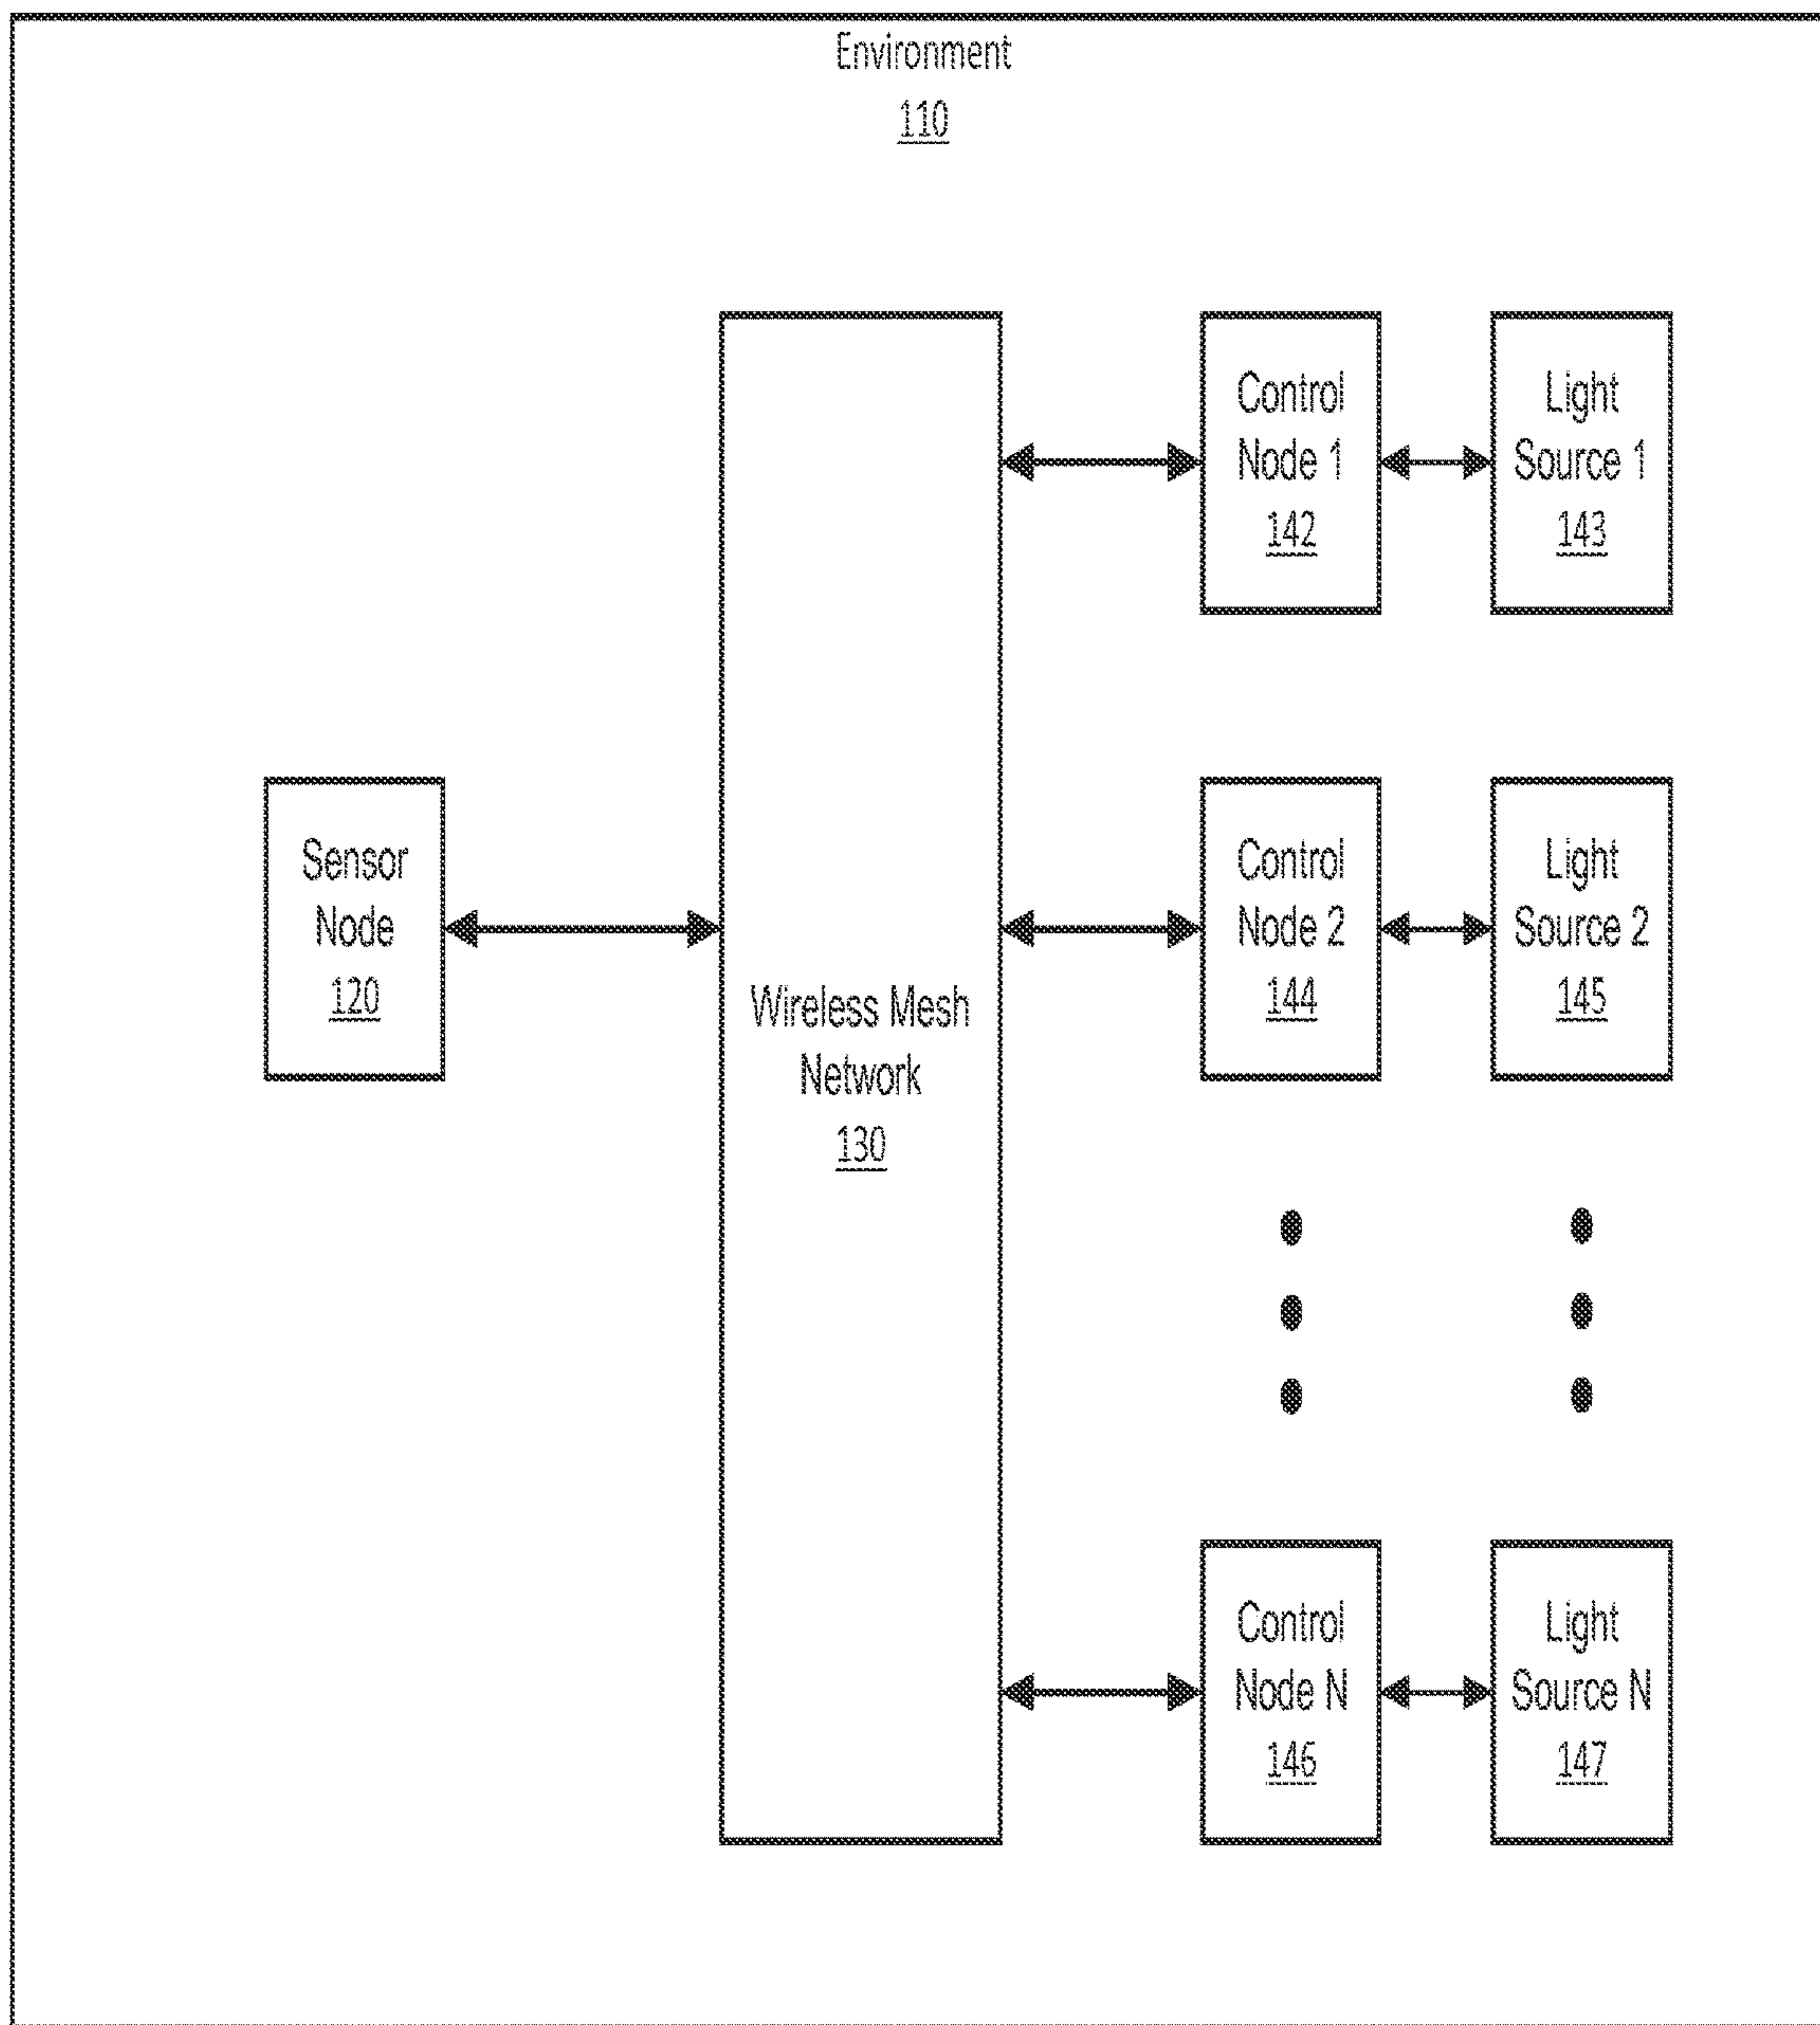 Environment
110
Control
Node 1
142
Light
Source 1
143
Sensor
Node
120
Wireless Mesh
Network
130
Control
Node 2
144
Light
Source 2
145
Control
Node N
146
Light
Source N
147